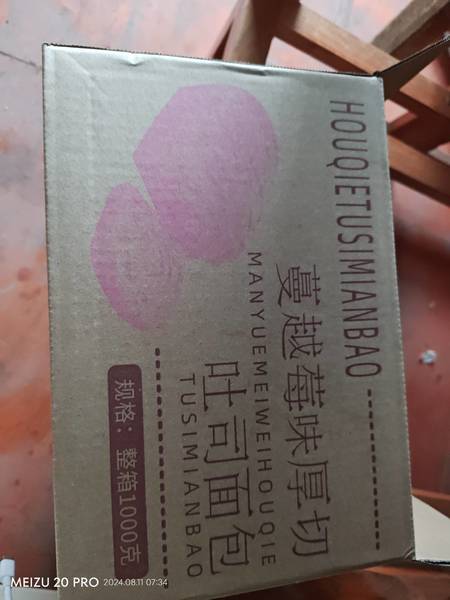 HOUQIETUSIMIANBAO
蔓越莓味厚切
MANYUEMEIWEIHOUQIE
吐司面包
TUSIMIANBAO
规格：整箱1000克
MEIZU 20 PRO 2024.08.11 07:34